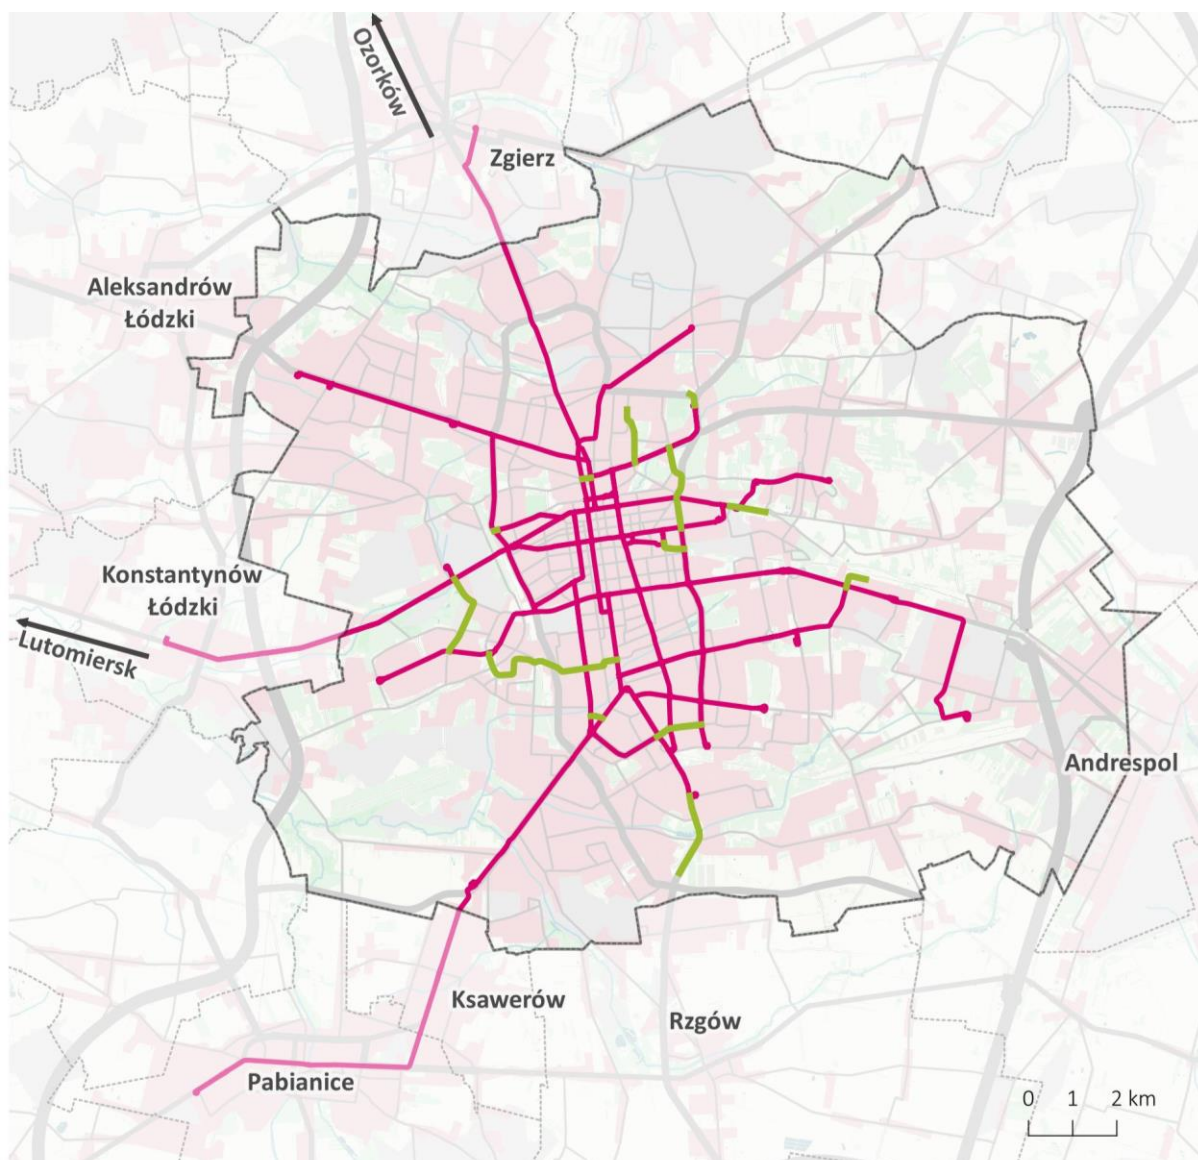 Ozorków
Zgierz
Aleksandrów
Łódzki
Konstantynów
Łódzki
Lutomiersk
Andrespol
Ksawerów
Rzgów
Pabianice
0 1 2 km